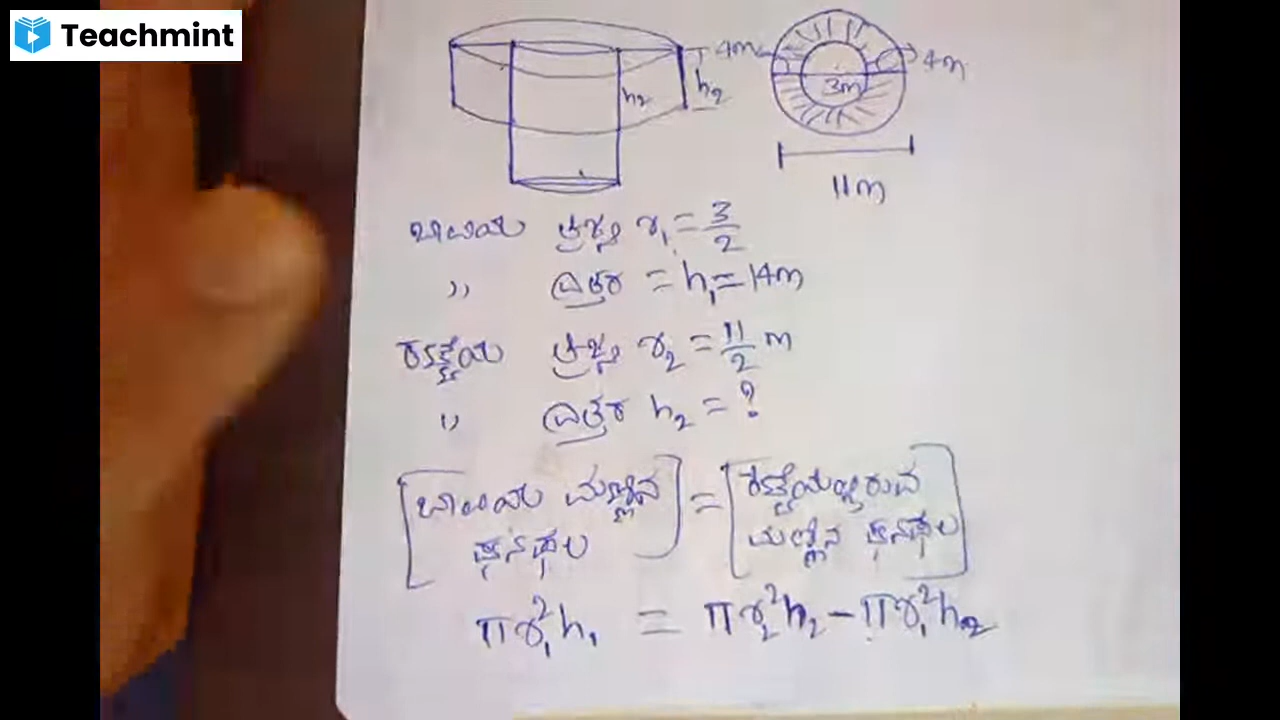 Teachmint
h₂
4m
h₂
3m
4m
11m
ಬಾವಿಯ ತ್ರಿಜ್ಯ r₁ = 3/2
,, ಎತ್ತರ = h₁ = 14m
ಕಟ್ಟೆಯ ತ್ರಿಜ್ಯ r₂ = 11/2 m
,, ಎತ್ತರ h₂ = ?
[ಬಾವಿಯ ಮಣ್ಣಿನ ಘನಫಲ] = [ಕಟ್ಟೆಯಲ್ಲಿರುವ ಮಣ್ಣಿನ ಘನಫಲ]
πr₁²h₁ = πr₂²h₂ − πr₁²h₂